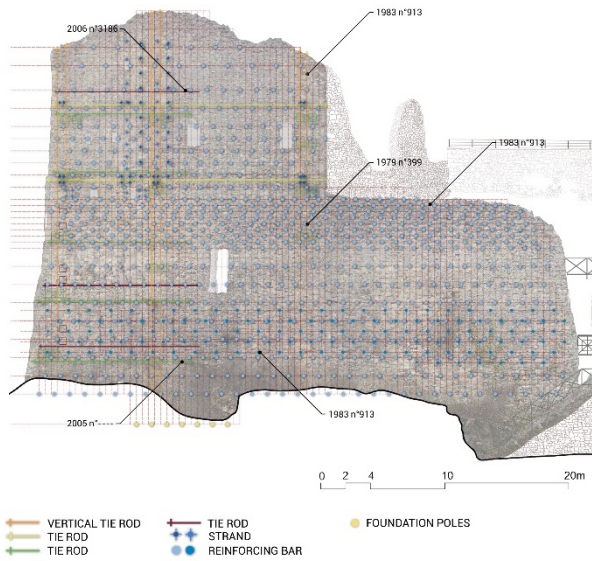 1983 n°913
2006 n°3186
1983 n°913
1979 n°399
2005 n°
1983 n°913
0 2 4 10 20m
VERTICAL TIE ROD
TIE ROD
TIE ROD
TIE ROD
STRAND
REINFORCING BAR
FOUNDATION POLES